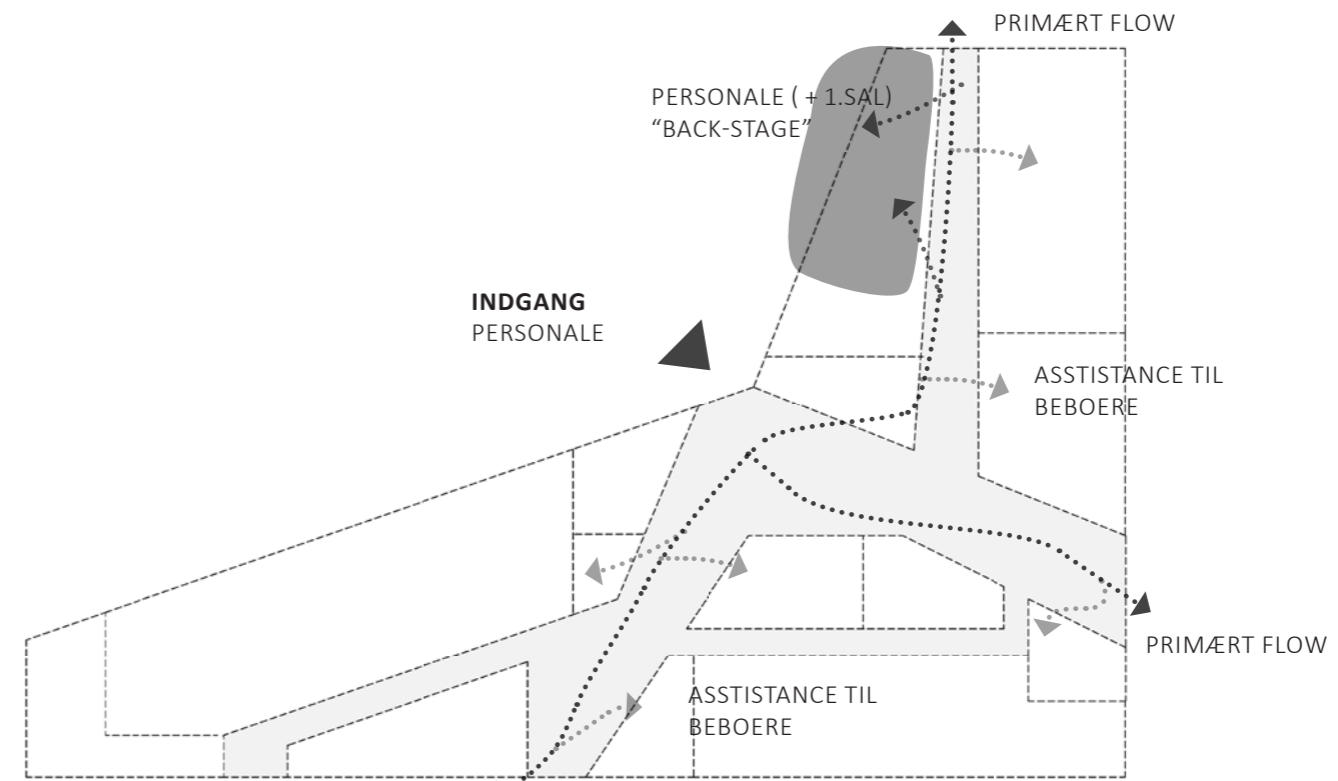 PRIMÆRT FLOW
PERSONALE ( + 1.SAL)
“BACK-STAGE”
INDGANG
PERSONALE
ASSTISTANCE TIL
BEBOERE
PRIMÆRT FLOW
ASSTISTANCE TIL
BEBOERE